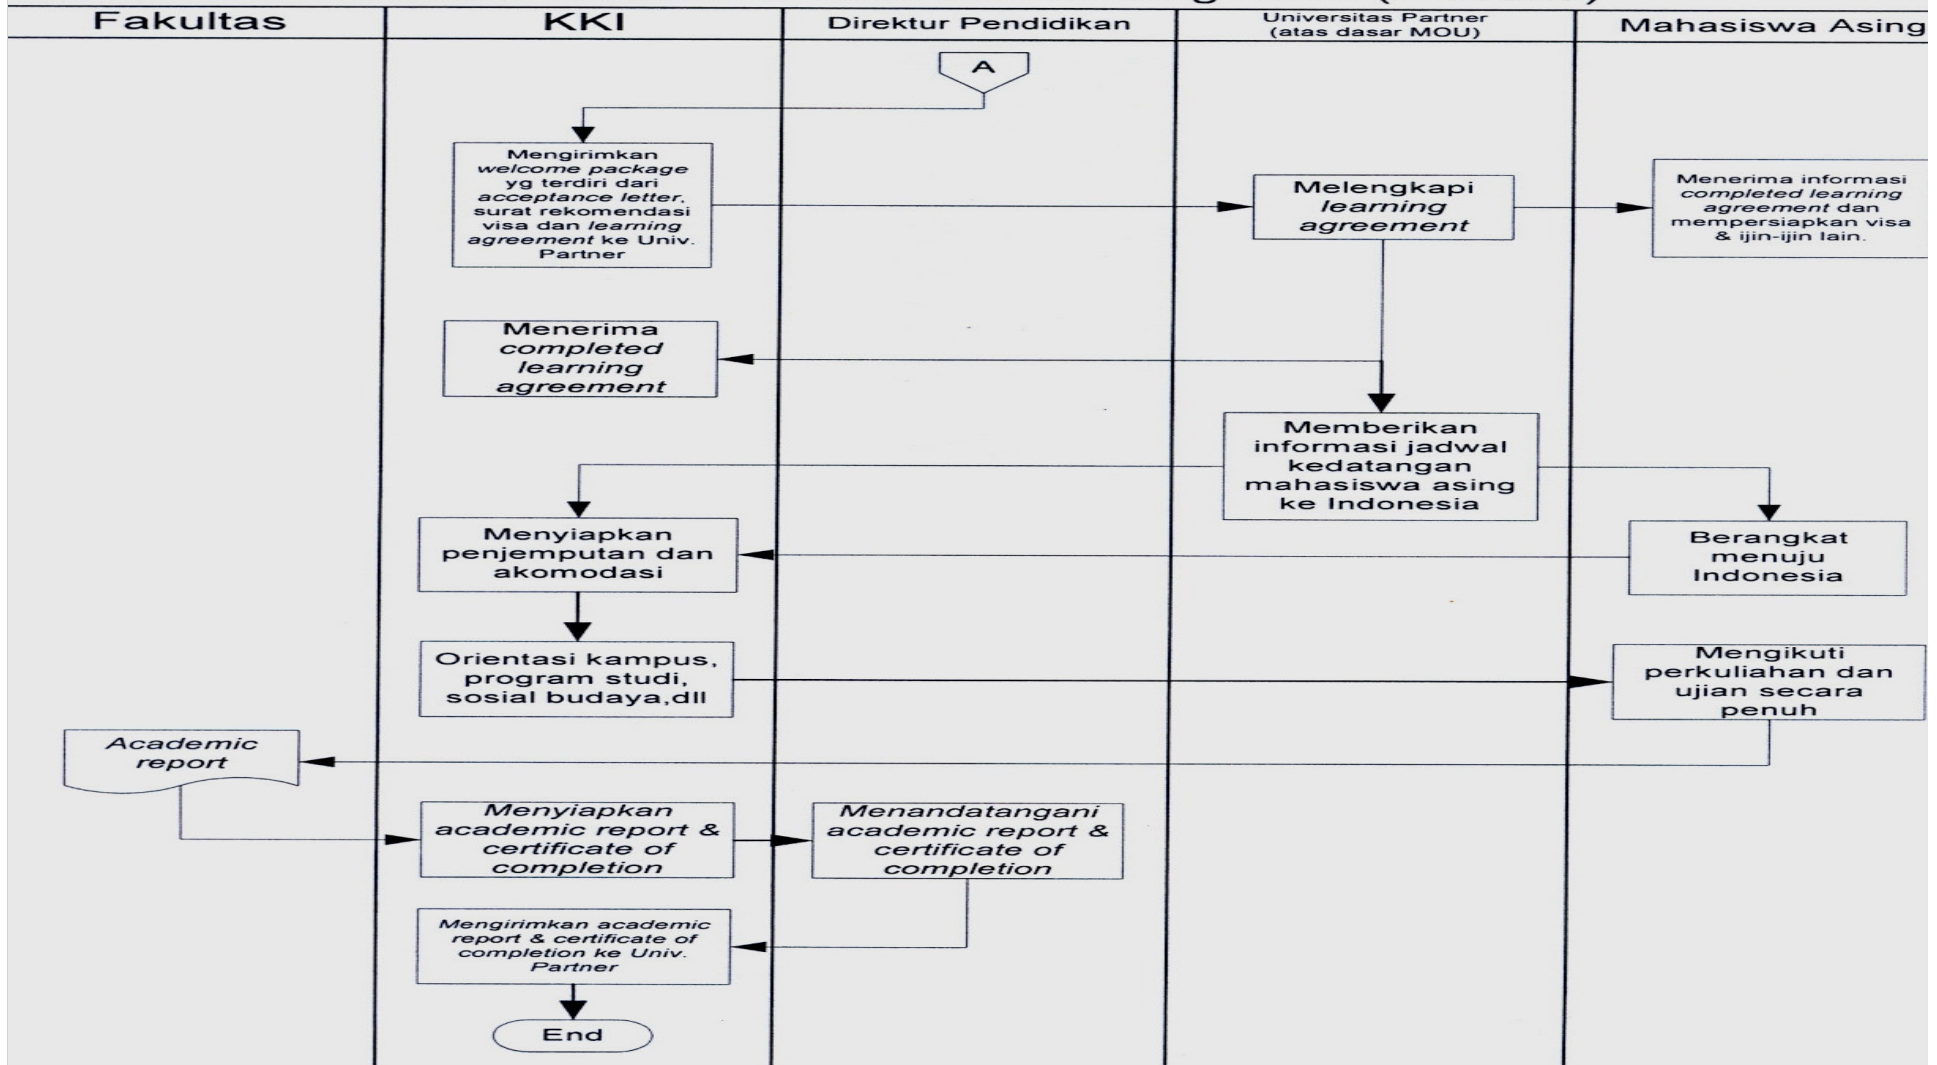 Fakultas
KKI
Direktur Pendidikan
Universitas Partner
(atas dasar MOU)
Mahasiswa Asing
A
Mengirimkan
welcome package
yg terdiri dari
acceptance letter,
surat rekomendasi
visa dan learning
agreement ke Univ.
Partner
Melengkapi
learning
agreement
Menerima informasi
completed learning
agreement dan
mempersiapkan visa
& ijin-ijin lain.
Menerima
completed
learning
agreement
Memberikan
informasi jadwal
kedatangan
mahasiswa asing
ke Indonesia
Menyiapkan
penjemputan dan
akomodasi
Berangkat
menuju
Indonesia
Orientasi kampus,
program studi,
sosial budaya,dll
Mengikuti
perkuliahan dan
ujian secara
penuh
Academic
report
Menyiapkan
academic report &
certificate of
completion
Menandatangani
academic report &
certificate of
completion
Mengirimkan academic
report & certificate of
completion ke Univ.
Partner
End